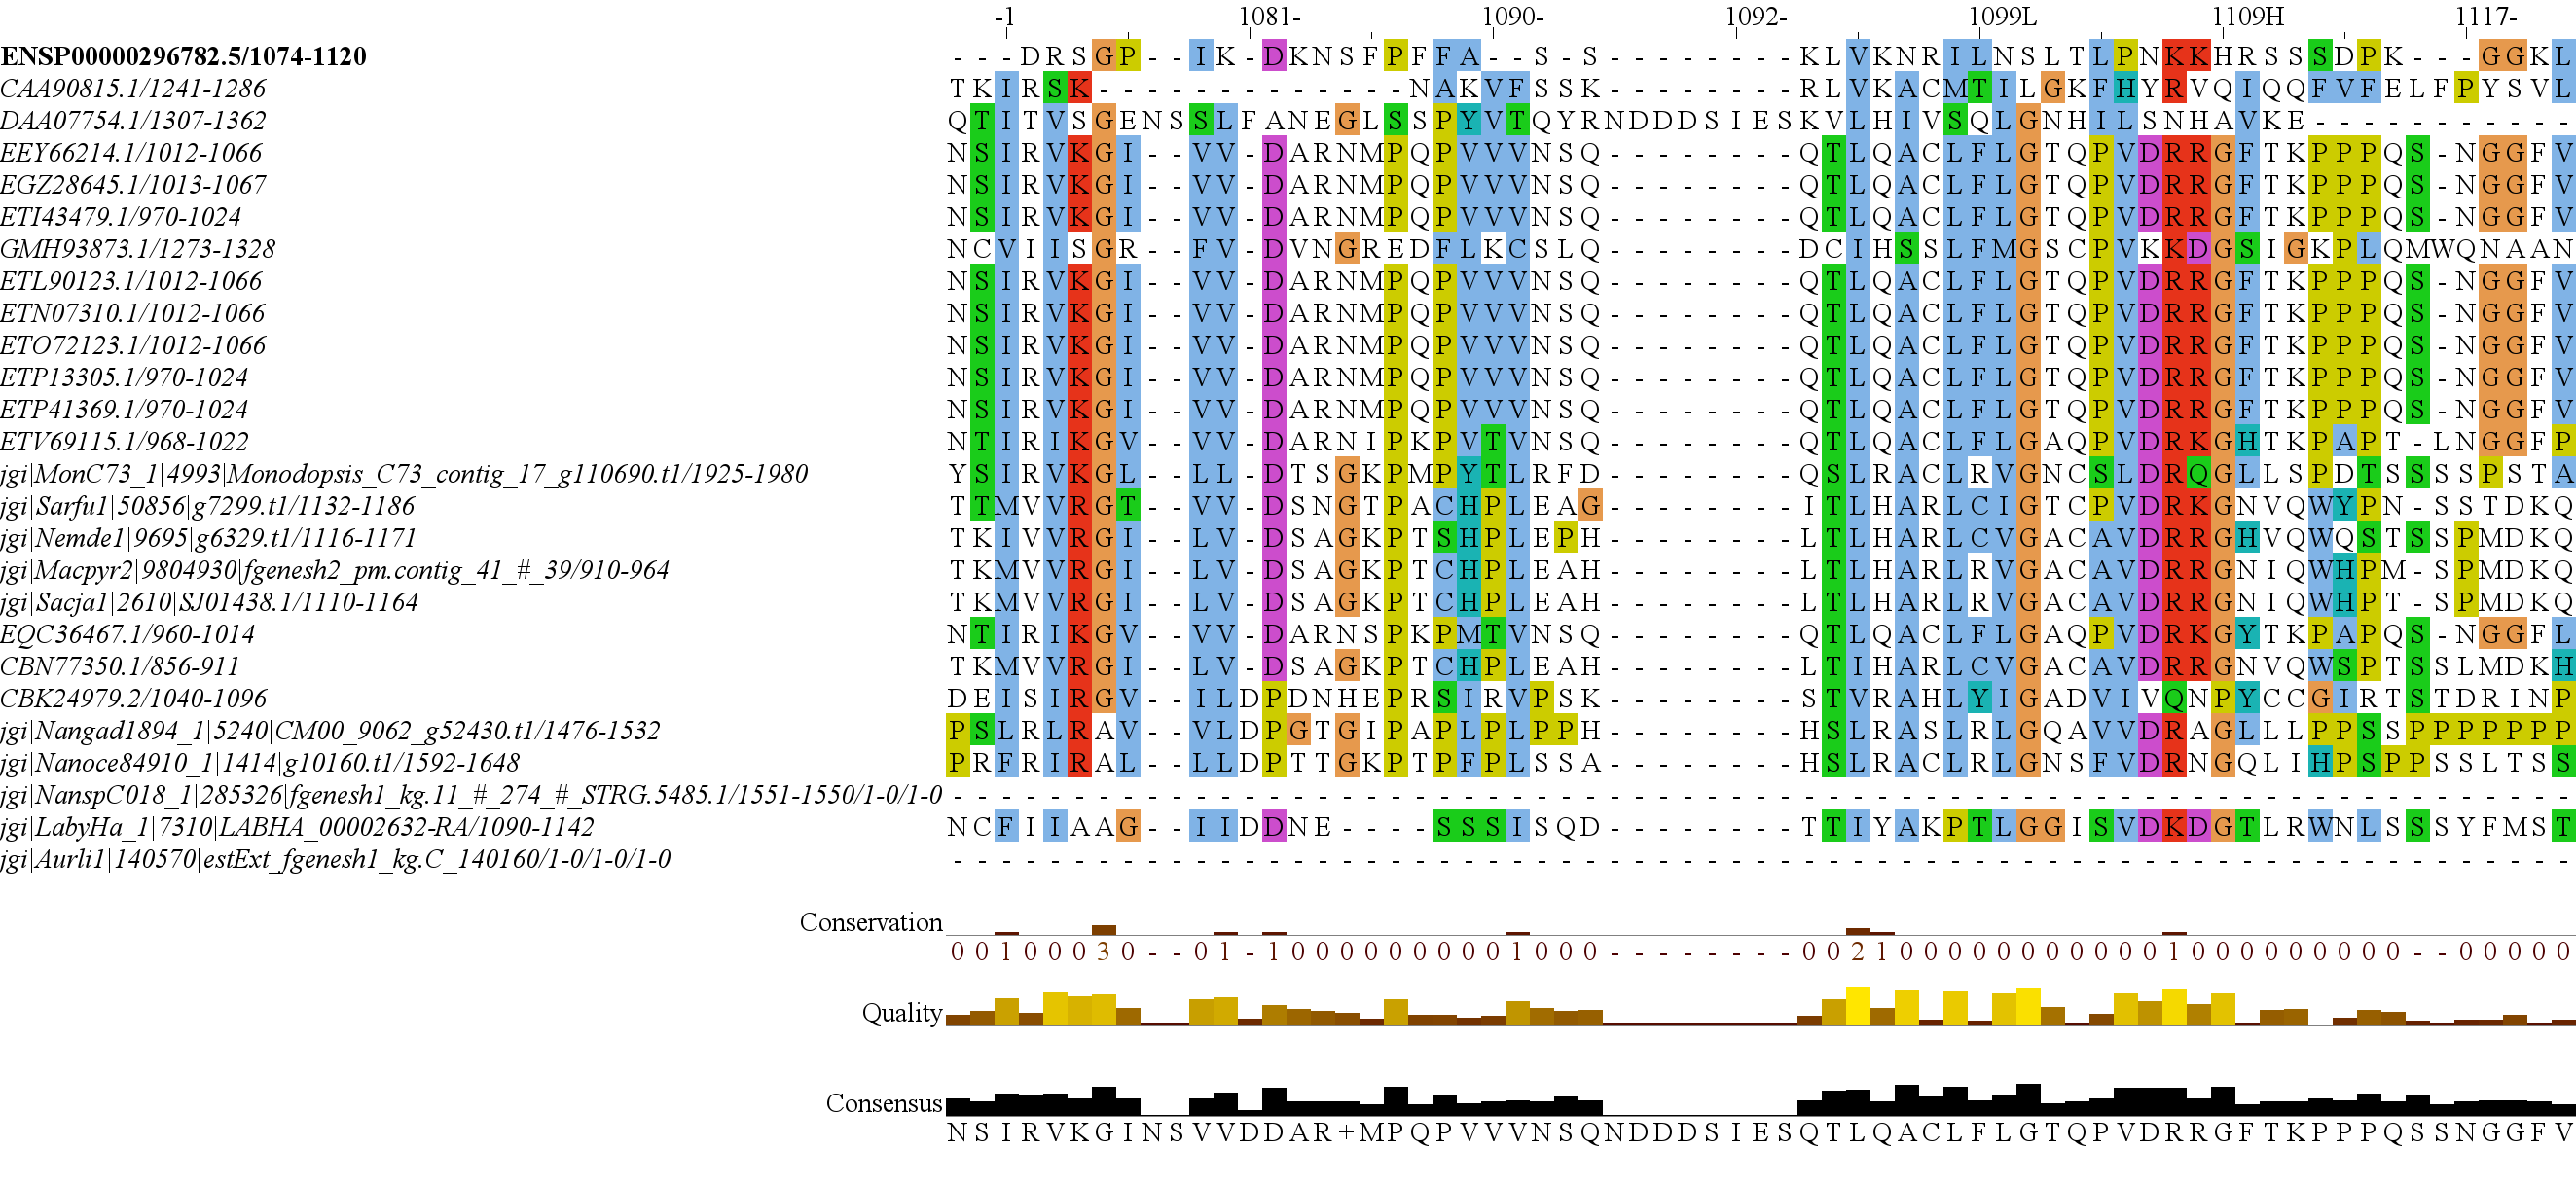 -1 1081- 1090- 1092- 1099L 1109H 1117-
ENSP00000296782.5/1074-1120 ---DRSGP--IK-DKNSFPFFA--S-S--------KLVKNRILNSLTLPNKKHRSSSDPK---GGKL
CAA90815.1/1241-1286 TKIRSK-------------NAKVFSSK--------RLVKACMTILGKFHYRVQIQQFVFELFPYSVL
DAA07754.1/1307-1362 QTITVSGENSSLFANEGLSSPYVTQYRNDDDSIESKVLHIVSQLGNHILSNHAVKE-----------
EEY66214.1/1012-1066 NSIRVKGI--VV-DARNMPQPVVVNSQ--------QTLQACLFLGTQPVDRRGFTKPPPQS-NGGFV
EGZ28645.1/1013-1067 NSIRVKGI--VV-DARNMPQPVVVNSQ--------QTLQACLFLGTQPVDRRGFTKPPPQS-NGGFV
ETI43479.1/970-1024 NSIRVKGI--VV-DARNMPQPVVVNSQ--------QTLQACLFLGTQPVDRRGFTKPPPQS-NGGFV
GMH93873.1/1273-1328 NCVIISGR--FV-DVNGREDFLKCSLQ--------DCIHSSLFMGSCPVKKDGSIGKPLQMWQNAAN
ETL90123.1/1012-1066 NSIRVKGI--VV-DARNMPQPVVVNSQ--------QTLQACLFLGTQPVDRRGFTKPPPQS-NGGFV
ETN07310.1/1012-1066 NSIRVKGI--VV-DARNMPQPVVVNSQ--------QTLQACLFLGTQPVDRRGFTKPPPQS-NGGFV
ETO72123.1/1012-1066 NSIRVKGI--VV-DARNMPQPVVVNSQ--------QTLQACLFLGTQPVDRRGFTKPPPQS-NGGFV
ETP13305.1/970-1024 NSIRVKGI--VV-DARNMPQPVVVNSQ--------QTLQACLFLGTQPVDRRGFTKPPPQS-NGGFV
ETP41369.1/970-1024 NSIRVKGI--VV-DARNMPQPVVVNSQ--------QTLQACLFLGTQPVDRRGFTKPPPQS-NGGFV
ETV69115.1/968-1022 NTIRIKGV--VV-DARNIPKPVTVNSQ--------QTLQACLFLGAQPVDRKGHTKPAPT-LNGGFP
jgi|MonC73_1|4993|Monodopsis_C73_contig_17_g110690.t1/1925-1980 YSIRVKGL--LL-DTSGKPMPYTLRFD--------QSLRACLRVGNCSLDRQGLLSPDTSSSSPSTA
jgi|Sarfu1|50856|g7299.t1/1132-1186 TTMVVRGT--VV-DSNGTPACHPLEAG--------ITLHARLCIGTCPVDRKGNVQWYPN-SSTDKQ
jgi|Nemde1|9695|g6329.t1/1116-1171 TKIVVRGI--LV-DSAGKPTSHPLEPH--------LTLHARLCVGACAVDRRGHVQWQSTSSPMDKQ
jgi|Macpyr2|9804930|fgenesh2_pm.contig_41_#_39/910-964 TKMVVRGI--LV-DSAGKPTCHPLEAH--------LTLHARLRVGACAVDRRGNIQWHPM-SPMDKQ
jgi|Sacja1|2610|SJ01438.1/1110-1164 TKMVVRGI--LV-DSAGKPTCHPLEAH--------LTLHARLRVGACAVDRRGNIQWHPT-SPMDKQ
EQC36467.1/960-1014 NTIRIKGV--VV-DARNSPKPMTVNSQ--------QTLQACLFLGAQPVDRKGYTKPAPQS-NGGFL
CBN77350.1/856-911 TKMVVRGI--LV-DSAGKPTCHPLEAH--------LTIHARLCVGACAVDRRGNVQWSPTSSLMDKH
CBK24979.2/1040-1096 DEISIRGV--ILDPDNHEPRSIRVPSK--------STVRAHLYIGADVIVQNPYCCGIRTSTDRINP
jgi|Nangad1894_1|5240|CM00_9062_g52430.t1/1476-1532 PSLRLRAV--VLDPGTGIPAPLPLPPH--------HSLRASLRLGQAVVDRAGLLLPPSSPPPPPPP
jgi|Nanoce84910_1|1414|g10160.t1/1592-1648 PRFRIRAL--LLDPTTGKPTPFPLSSA--------HSLRACLRLGNSFVDRNGQLIHPSPPSSLTSS
jgi|NanspC018_1|285326|fgenesh1_kg.11_#_274_#_STRG.5485.1/1551-1550/1-0/1-0 -------------------------------------------------------------------
jgi|LabyHa_1|7310|LABHA_00002632-RA/1090-1142 NCFIIAAG--IIDDNE----SSSISQD--------TTIYAKPTLGGISVDKDGTLRWNLSSSYFMST
jgi|Aurli1|140570|estExt_fgenesh1_kg.C_140160/1-0/1-0/1-0 -------------------------------------------------------------------
Conservation
00100030--01-10000000001000--------0021000000000001000000000--00000
Quality
Consensus
NSIRVKGINSVVDDAR+MPQPVVVNSQNDDDSIESQTLQACLFLGTQPVDRRGFTKPPPQSSNGGFV